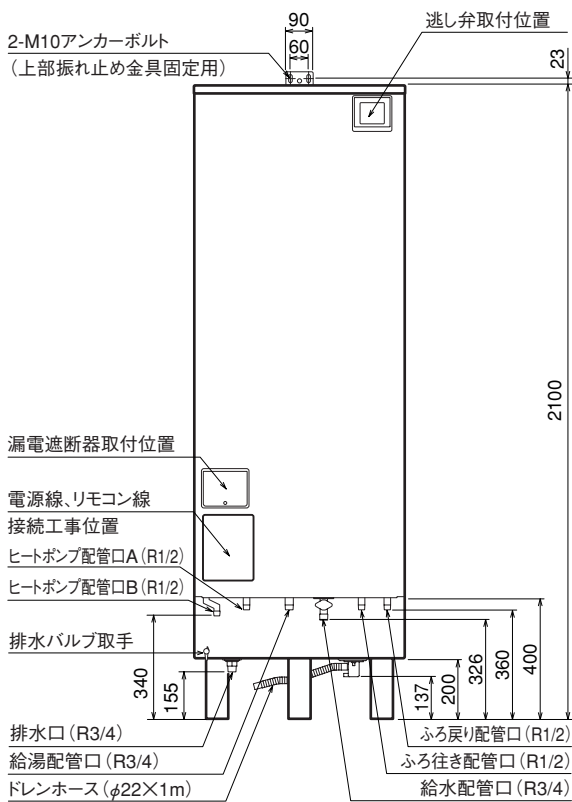 90
60
2-M10アンカーボルト
(上部振れ止め金具固定用)
逃し弁取付位置
23
2100
漏電遮断器取付位置
電源線、リモコン線
接続工事位置
ヒートポンプ配管口A(R1/2)
ヒートポンプ配管口B(R1/2)
排水バルブ取手
340
155
137
200
326
360
400
排水口(R3/4)
給湯配管口(R3/4)
ドレンホース(φ22×1m)
ふろ戻り配管口(R1/2)
ふろ往き配管口(R1/2)
給水配管口(R3/4)